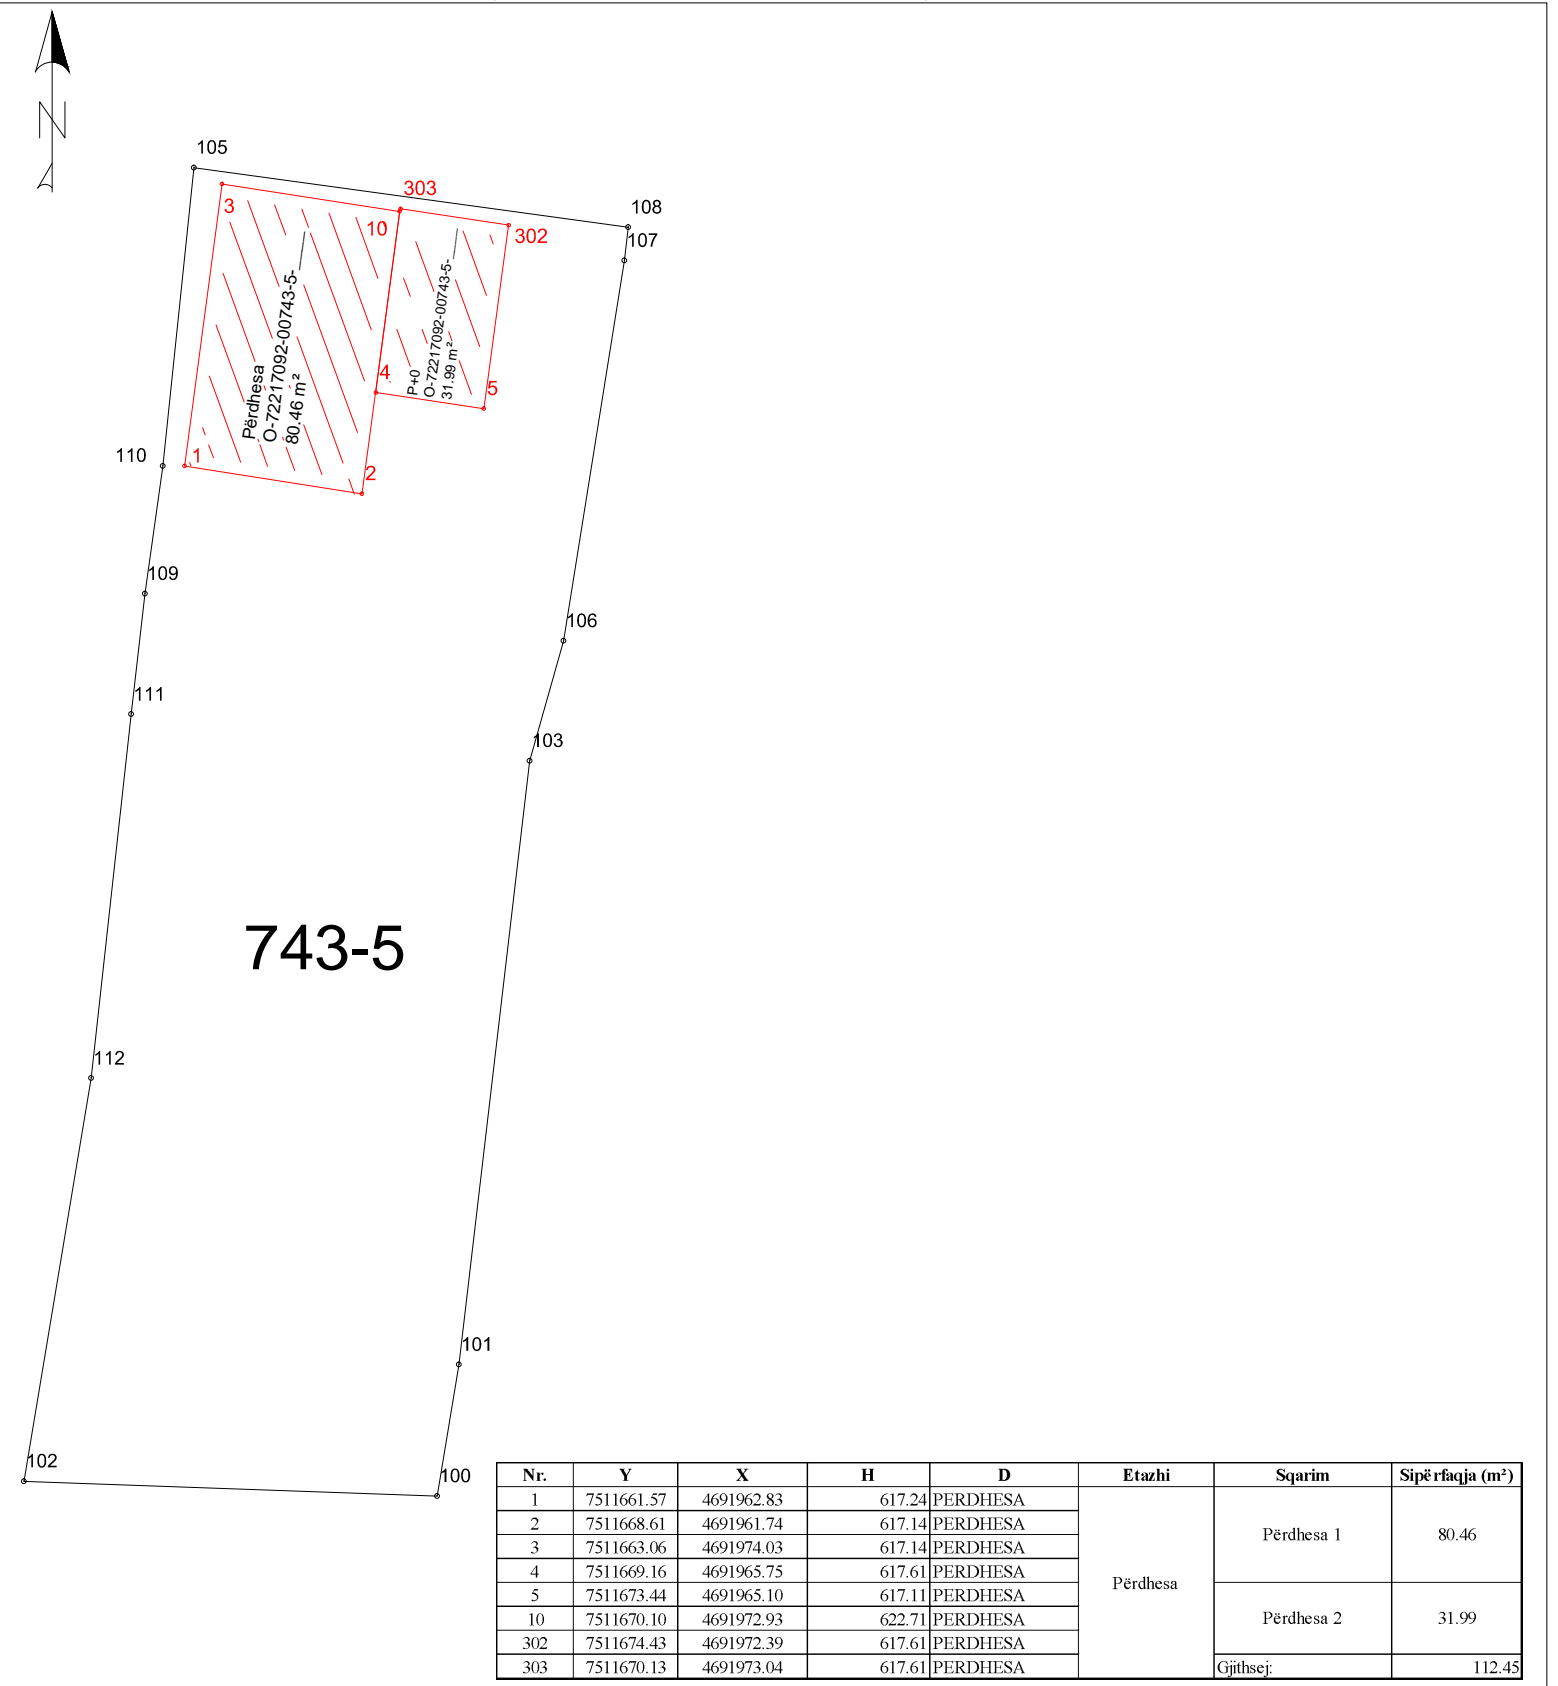 N
105
303
108
3
10
302
107
Përdhesa
O-72217092-00743-5-
80.46 m²
P+0
O-72217092-00743-5-
31.99 m²
4
5
110
1
2
109
106
111
103
743-5
112
101
102
100
Nr. Y X H D Etazhi Sqarim Sipërfaqja (m²)
1 7511661.57 4691962.83 617.24 PERDHESA
2 7511668.61 4691961.74 617.14 PERDHESA
Përdhesa 1 80.46
3 7511663.06 4691974.03 617.14 PERDHESA
4 7511669.16 4691965.75 617.61 PERDHESA
Përdhesa
5 7511673.44 4691965.10 617.11 PERDHESA
10 7511670.10 4691972.93 622.71 PERDHESA Përdhesa 2 31.99
302 7511674.43 4691972.39 617.61 PERDHESA
303 7511670.13 4691973.04 617.61 PERDHESA Gjithsej: 112.45